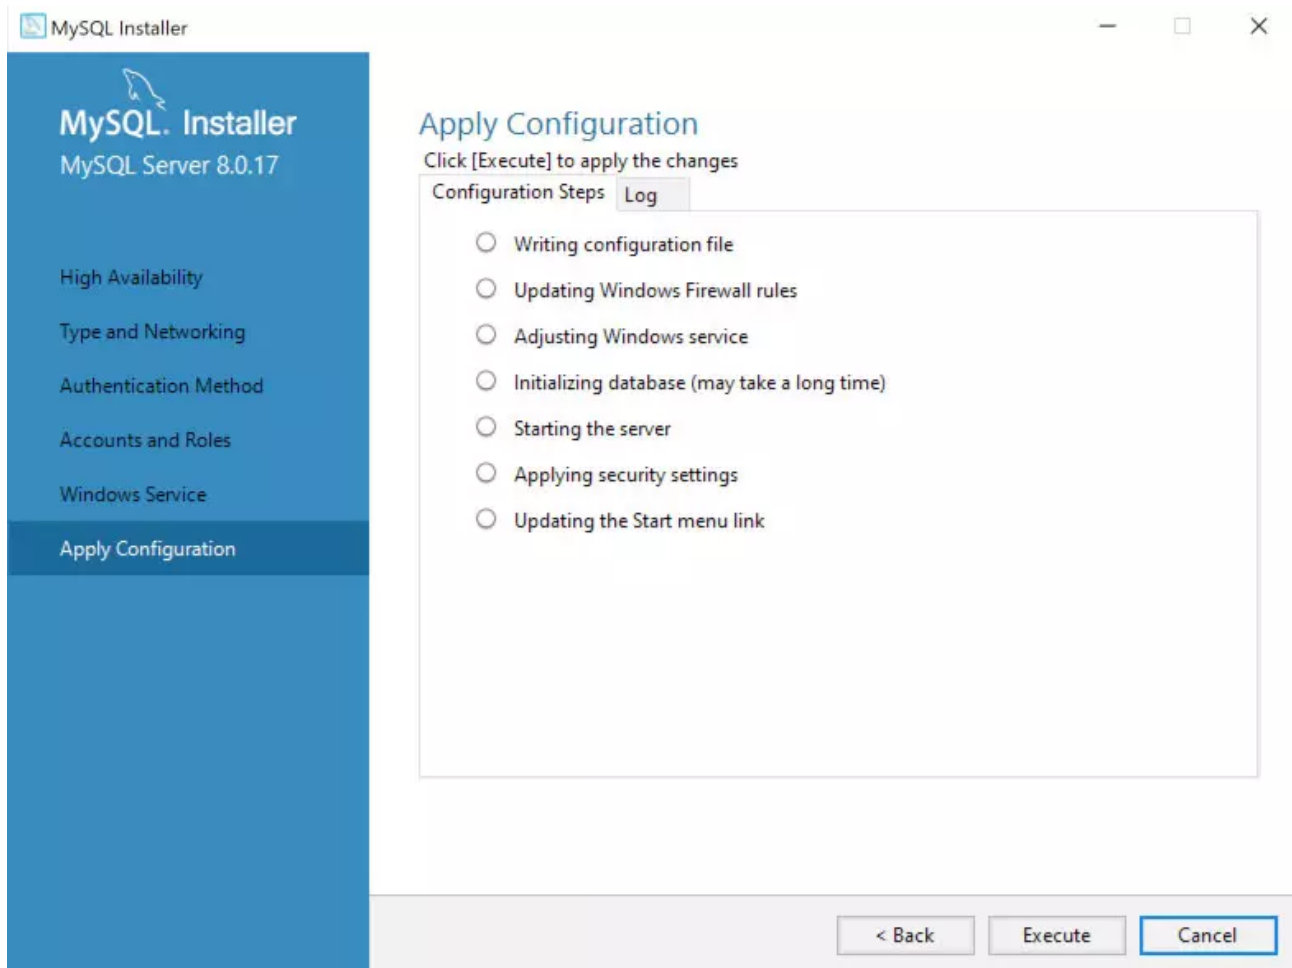 MySQL Installer
MySQL. Installer
MySQL Server 8.0.17
High Availability
Type and Networking
Authentication Method
Accounts and Roles
Windows Service
Apply Configuration
Apply Configuration
Click [Execute] to apply the changes
Configuration Steps Log
Writing configuration file
Updating Windows Firewall rules
Adjusting Windows service
Initializing database (may take a long time)
Starting the server
Applying security settings
Updating the Start menu link
< Back Execute Cancel